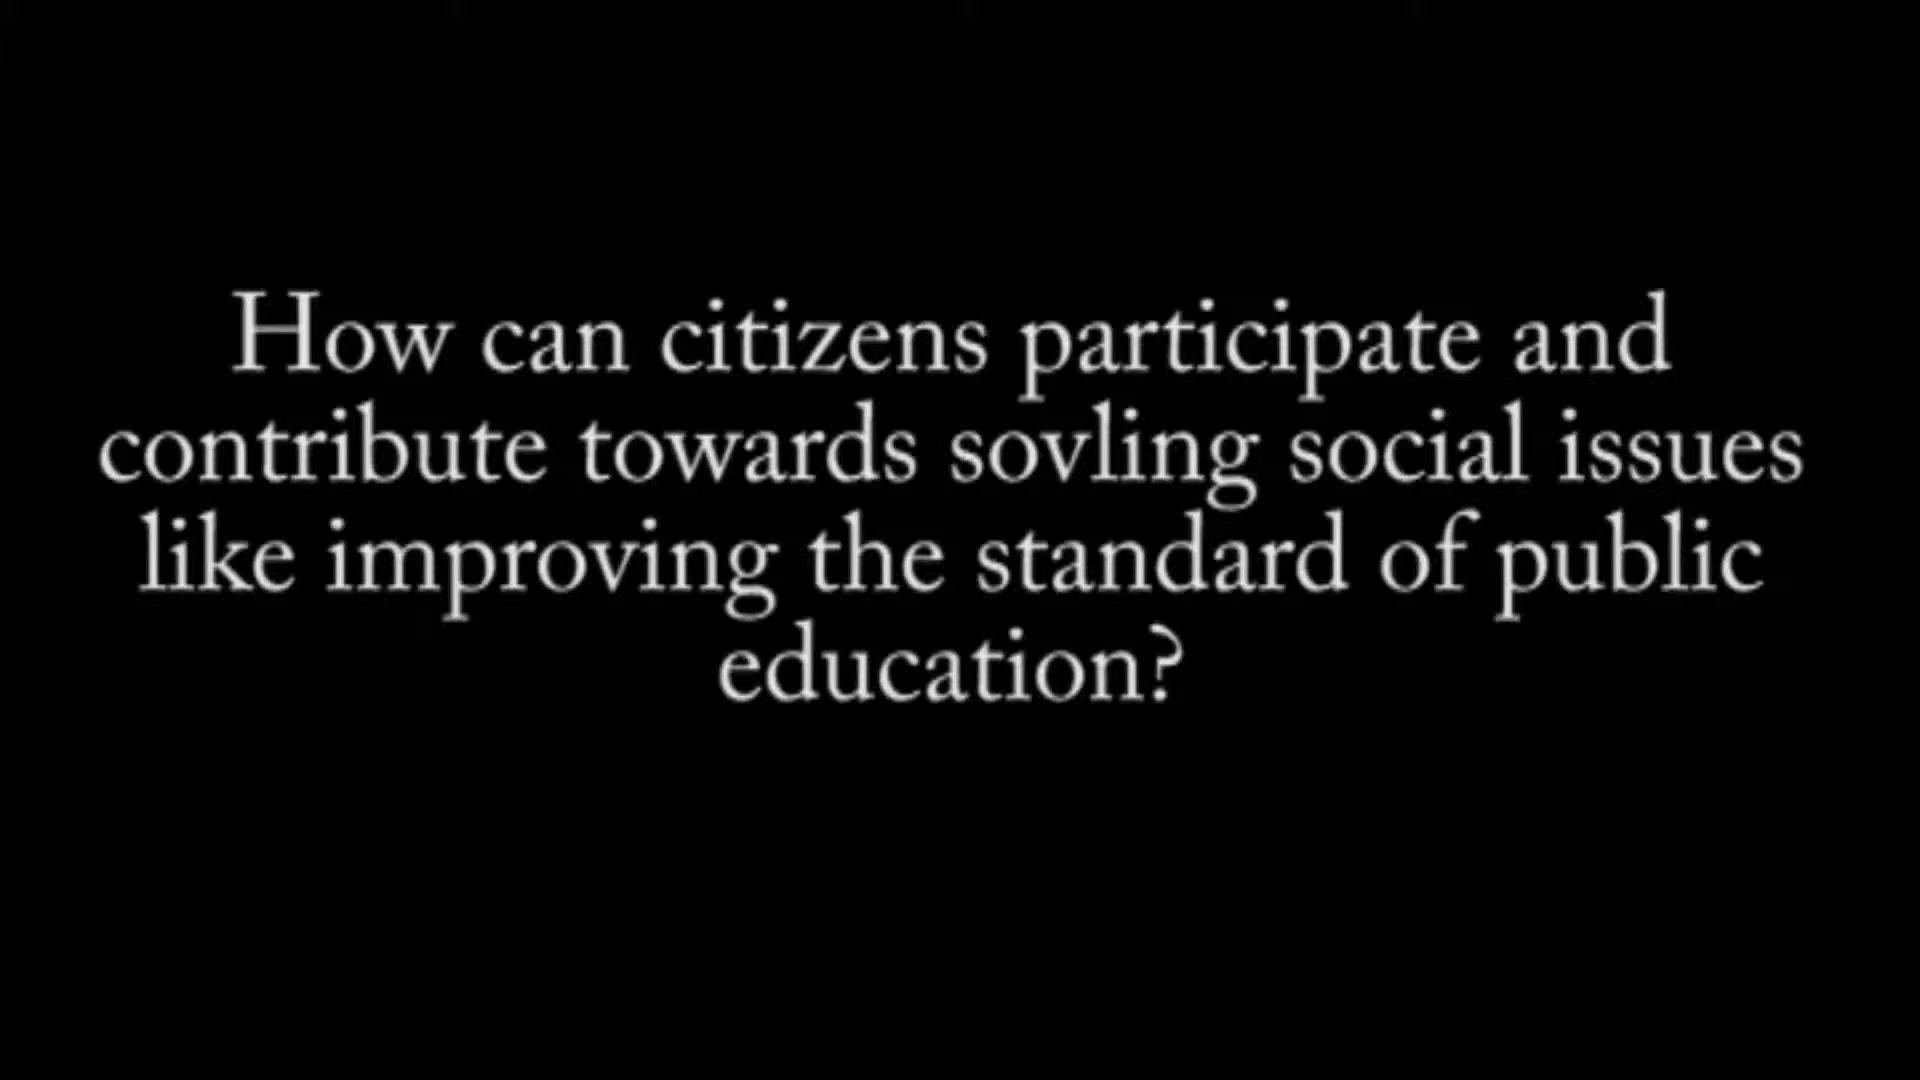 How can citizens participate and
contribute towards sovling social issues
like improving the standard of public
education?